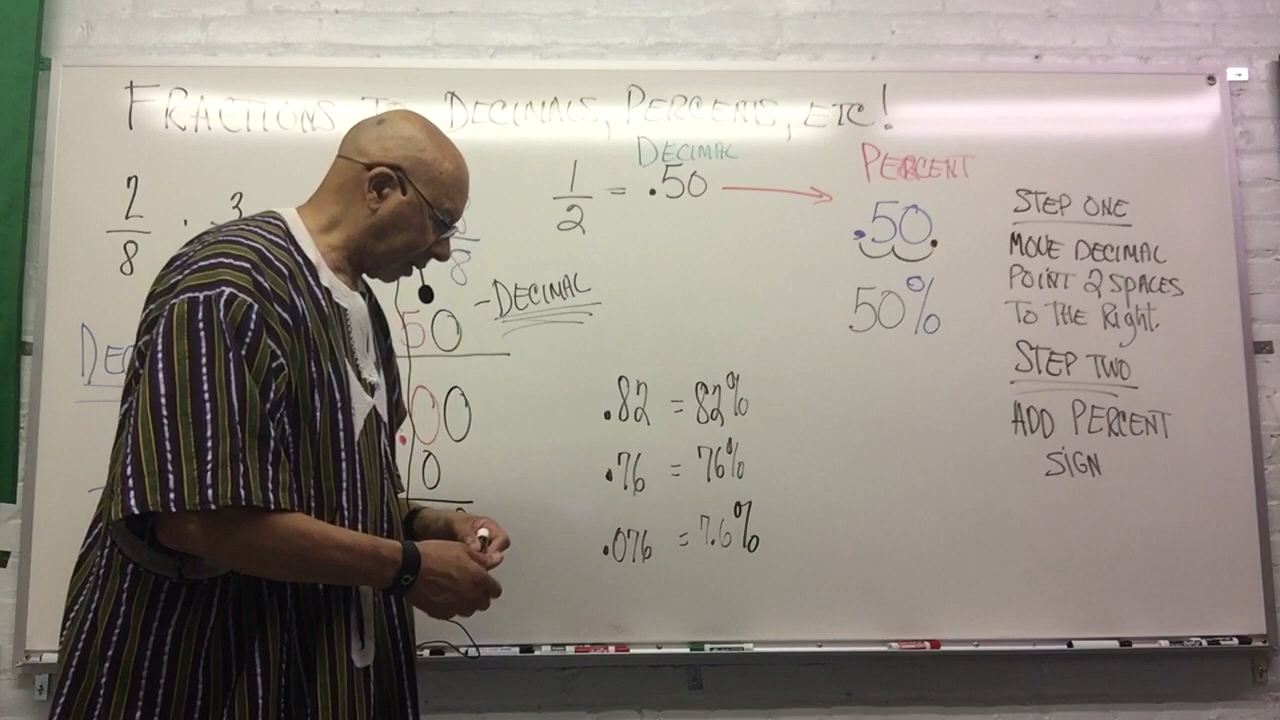 FRACTIONS TO DECIMALS, PERCENTS, ETC!
2/8 . 3
8
1/2 = .50
DECIMAL
PERCENT
.50.
50%
-DECIMAL
50
.00
0
.82 = 82%
.76 = 76%
.076 = 7.6%
STEP ONE
MOVE DECIMAL
POINT 2 SPACES
TO THE Right.
STEP TWO
ADD PERCENT
SIGN